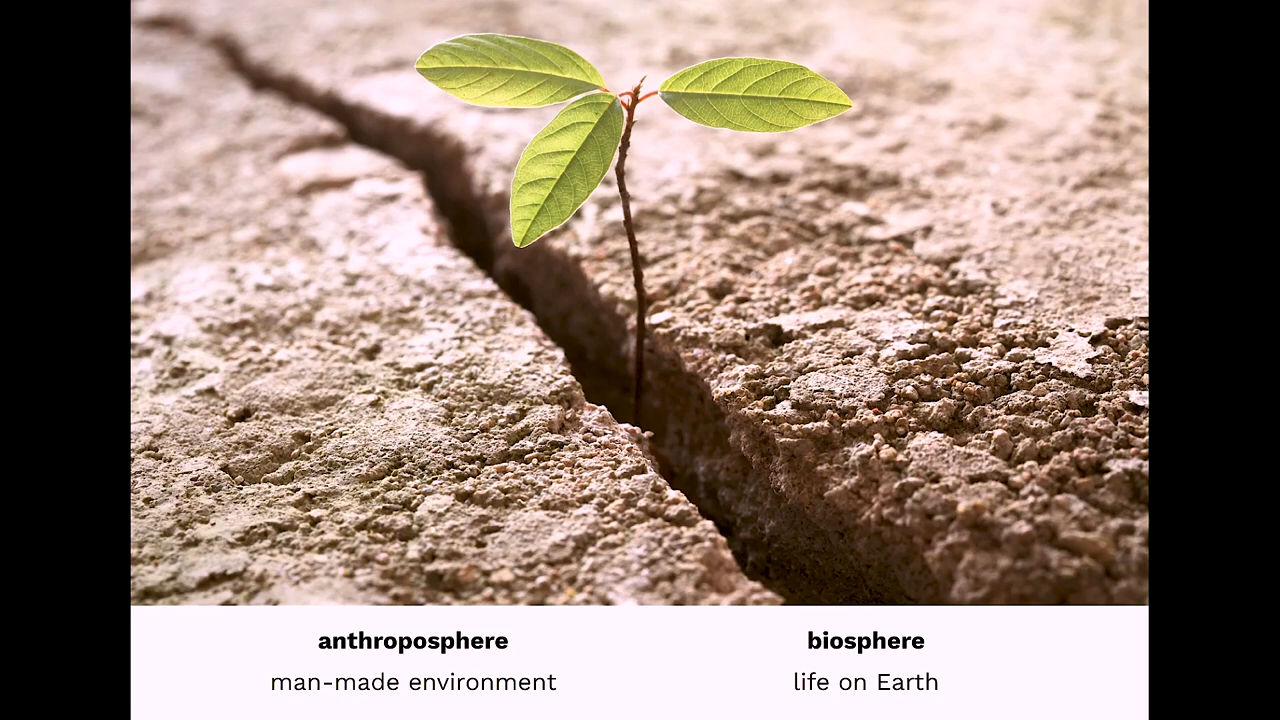 anthroposphere
man-made environment
biosphere
life on Earth